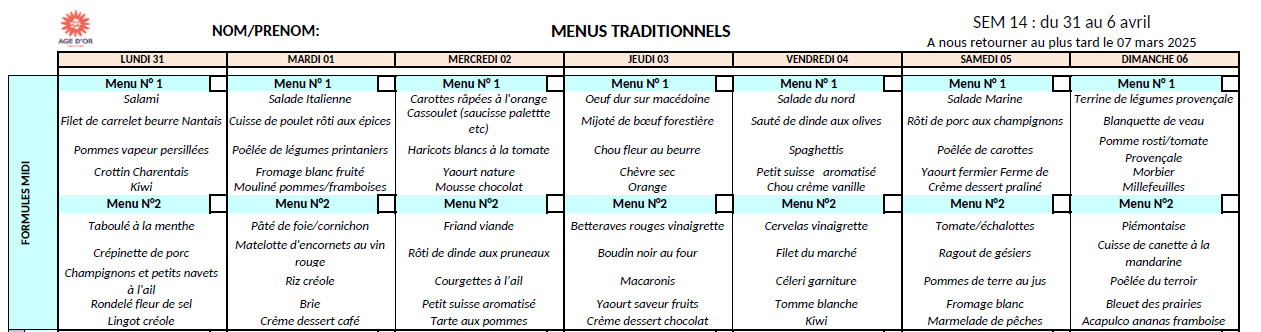 AGE D'OR
NOM/PRENOM:
MENUS TRADITIONNELS
SEM 14 : du 31 au 6 avril
A nous retourner au plus tard le 07 mars 2025
LUNDI 31 MARDI 01 MERCREDI 02 JEUDI 03 VENDREDI 04 SAMEDI 05 DIMANCHE 06
FORMULES MIDI
Menu N° 1 Menu N° 1 Menu N° 1 Menu N° 1 Menu N° 1 Menu N° 1 Menu N° 1
Salami Salade Italienne Carottes râpées à l'orange Oeuf dur sur macédoine Salade du nord Salade Marine Terrine de légumes provençale
Filet de carrelet beurre Nantais Cuisse de poulet rôti aux épices Cassoulet (saucisse palettte Mijoté de bœuf forestière Sauté de dinde aux olives Rôti de porc aux champignons Blanquette de veau
etc)
Pommes vapeur persillées Poêlée de légumes printaniers Haricots blancs à la tomate Chou fleur au beurre Spaghettis Poêlée de carottes Pomme rosti/tomate
Provençale
Crottin Charentais Fromage blanc fruité Yaourt nature Chèvre sec Petit suisse aromatisé Yaourt fermier Ferme de Morbier
Kiwi Mouliné pommes/framboises Mousse chocolat Orange Chou crème vanille Crème dessert praliné Millefeuilles
Menu N°2 Menu N°2 Menu N°2 Menu N°2 Menu N°2 Menu N°2 Menu N°2
Taboulé à la menthe Pâté de foie/cornichon Friand viande Betteraves rouges vinaigrette Cervelas vinaigrette Tomate/échalottes Piémontaise
Crépinette de porc Matelotte d'encornets au vin Rôti de dinde aux pruneaux Boudin noir au four Filet du marché Ragout de gésiers Cuisse de canette à la
rouge mandarine
Champignons et petits navets Riz créole Courgettes à l'ail Macaronis Céleri garniture Pommes de terre au jus Poêlée du terroir
à l'ail
Rondelé fleur de sel Brie Petit suisse aromatisé Yaourt saveur fruits Tomme blanche Fromage blanc Bleuet des prairies
Lingot créole Crème dessert café Tarte aux pommes Crème dessert chocolat Kiwi Marmelade de pêches Acapulco ananas framboise